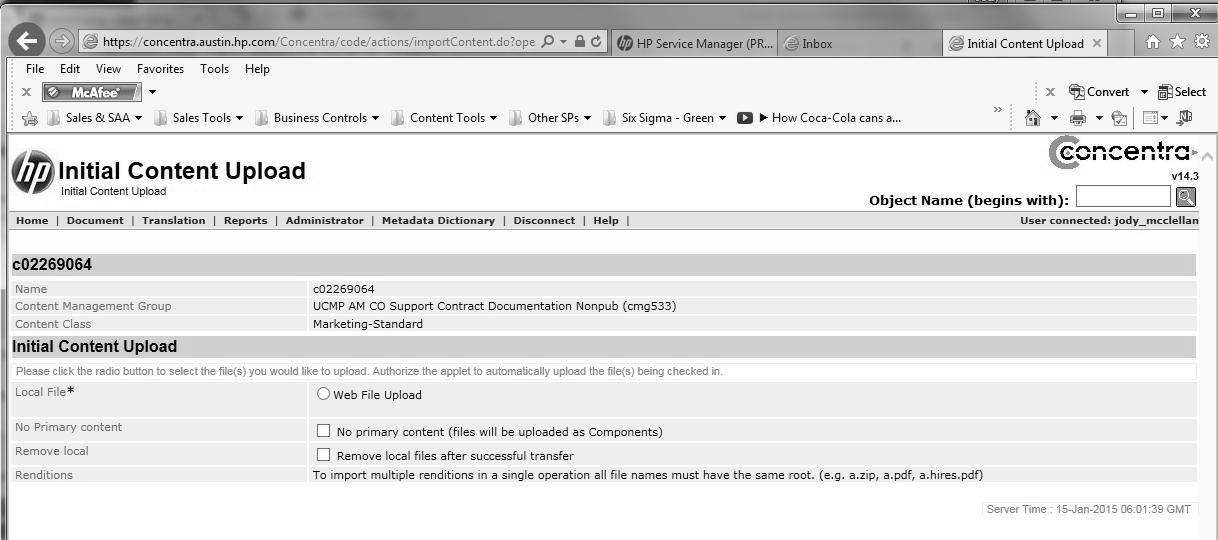 https://concentra.austin.hp.com/Concentra/code/actions/importContent.do?ope
HP Service Manager (PR...
Inbox
Initial Content Upload
File Edit View Favorites Tools Help
x McAfee Convert Select
Sales & SAA Sales Tools Business Controls Content Tools Other SPs Six Sigma - Green ► How Coca-Cola cans a... »
hp Initial Content Upload
Initial Content Upload
concentra
v14.3
Object Name (begins with):
Home | Document | Translation | Reports | Administrator | Metadata Dictionary | Disconnect | Help |
User connected: jody_mcclellan
c02269064
Name c02269064
Content Management Group UCMP AM CO Support Contract Documentation Nonpub (cmg533)
Content Class Marketing-Standard
Initial Content Upload
Please click the radio button to select the file(s) you would like to upload. Authorize the applet to automatically upload the file(s) being checked in.
Local File* Web File Upload
No Primary content No primary content (files will be uploaded as Components)
Remove local Remove local files after successful transfer
Renditions To import multiple renditions in a single operation all file names must have the same root. (e.g. a.zip, a.pdf, a.hires.pdf)
Server Time : 15-Jan-2015 06:01:39 GMT